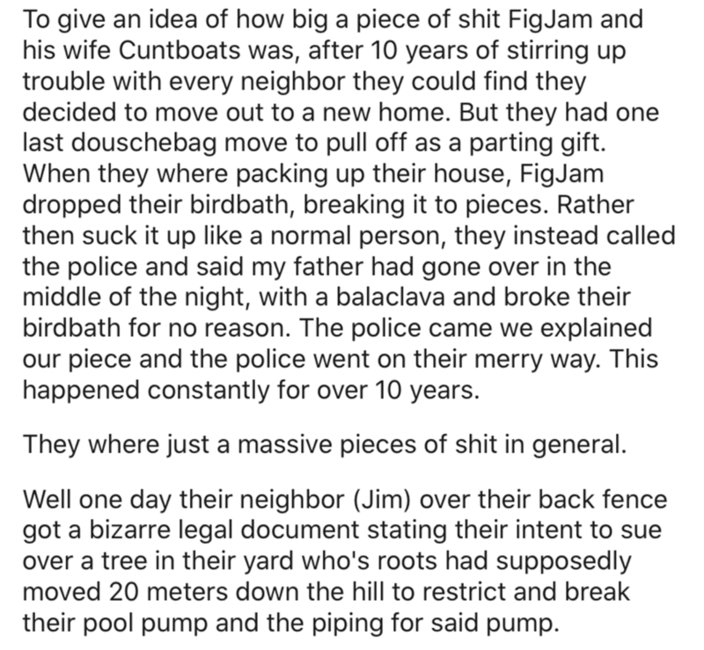 To give an idea of how big a piece of shit FigJam and
his wife Cuntboats was, after 10 years of stirring up
trouble with every neighbor they could find they
decided to move out to a new home. But they had one
last douschebag move to pull off as a parting gift.
When they where packing up their house, FigJam
dropped their birdbath, breaking it to pieces. Rather
then suck it up like a normal person, they instead called
the police and said my father had gone over in the
middle of the night, with a balaclava and broke their
birdbath for no reason. The police came we explained
our piece and the police went on their merry way. This
happened constantly for over 10 years.
They where just a massive pieces of shit in general.
Well one day their neighbor (Jim) over their back fence
got a bizarre legal document stating their intent to sue
over a tree in their yard who's roots had supposedly
moved 20 meters down the hill to restrict and break
their pool pump and the piping for said pump.